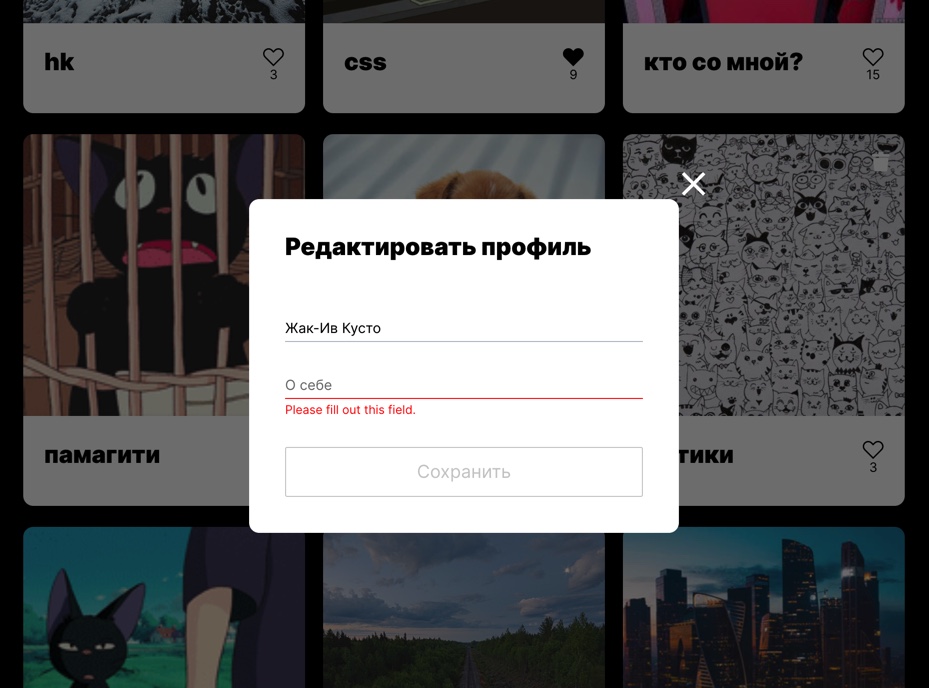 hk
3
css
9
кто со мной?
15
Редактировать профиль
Жак-Ив Кусто
О себе
Please fill out this field.
Сохранить
памагити
тики
3